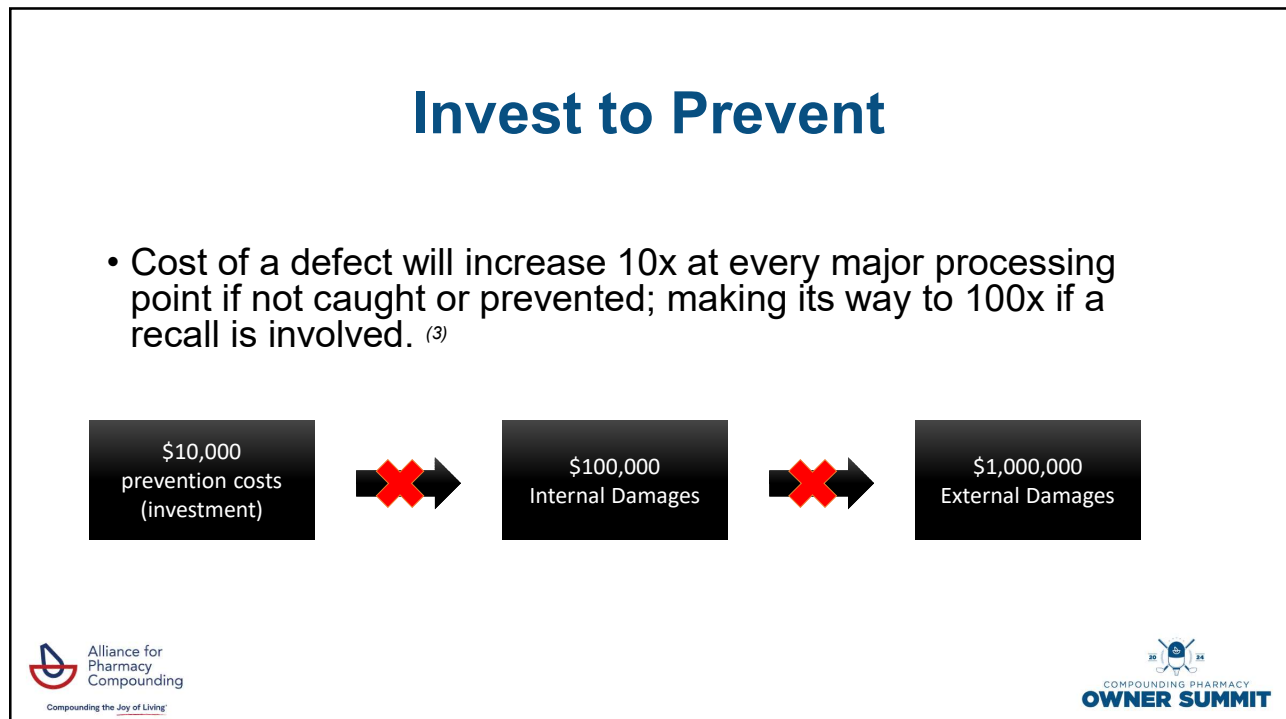 Invest to Prevent
• Cost of a defect will increase 10x at every major processing
point if not caught or prevented; making its way to 100x if a
recall is involved. (3)
$10,000
prevention costs
(investment)
$100,000
Internal Damages
$1,000,000
External Damages
Alliance for
Pharmacy
Compounding
Compounding the Joy of Living'
20 24
COMPOUNDING PHARMACY
OWNER SUMMIT